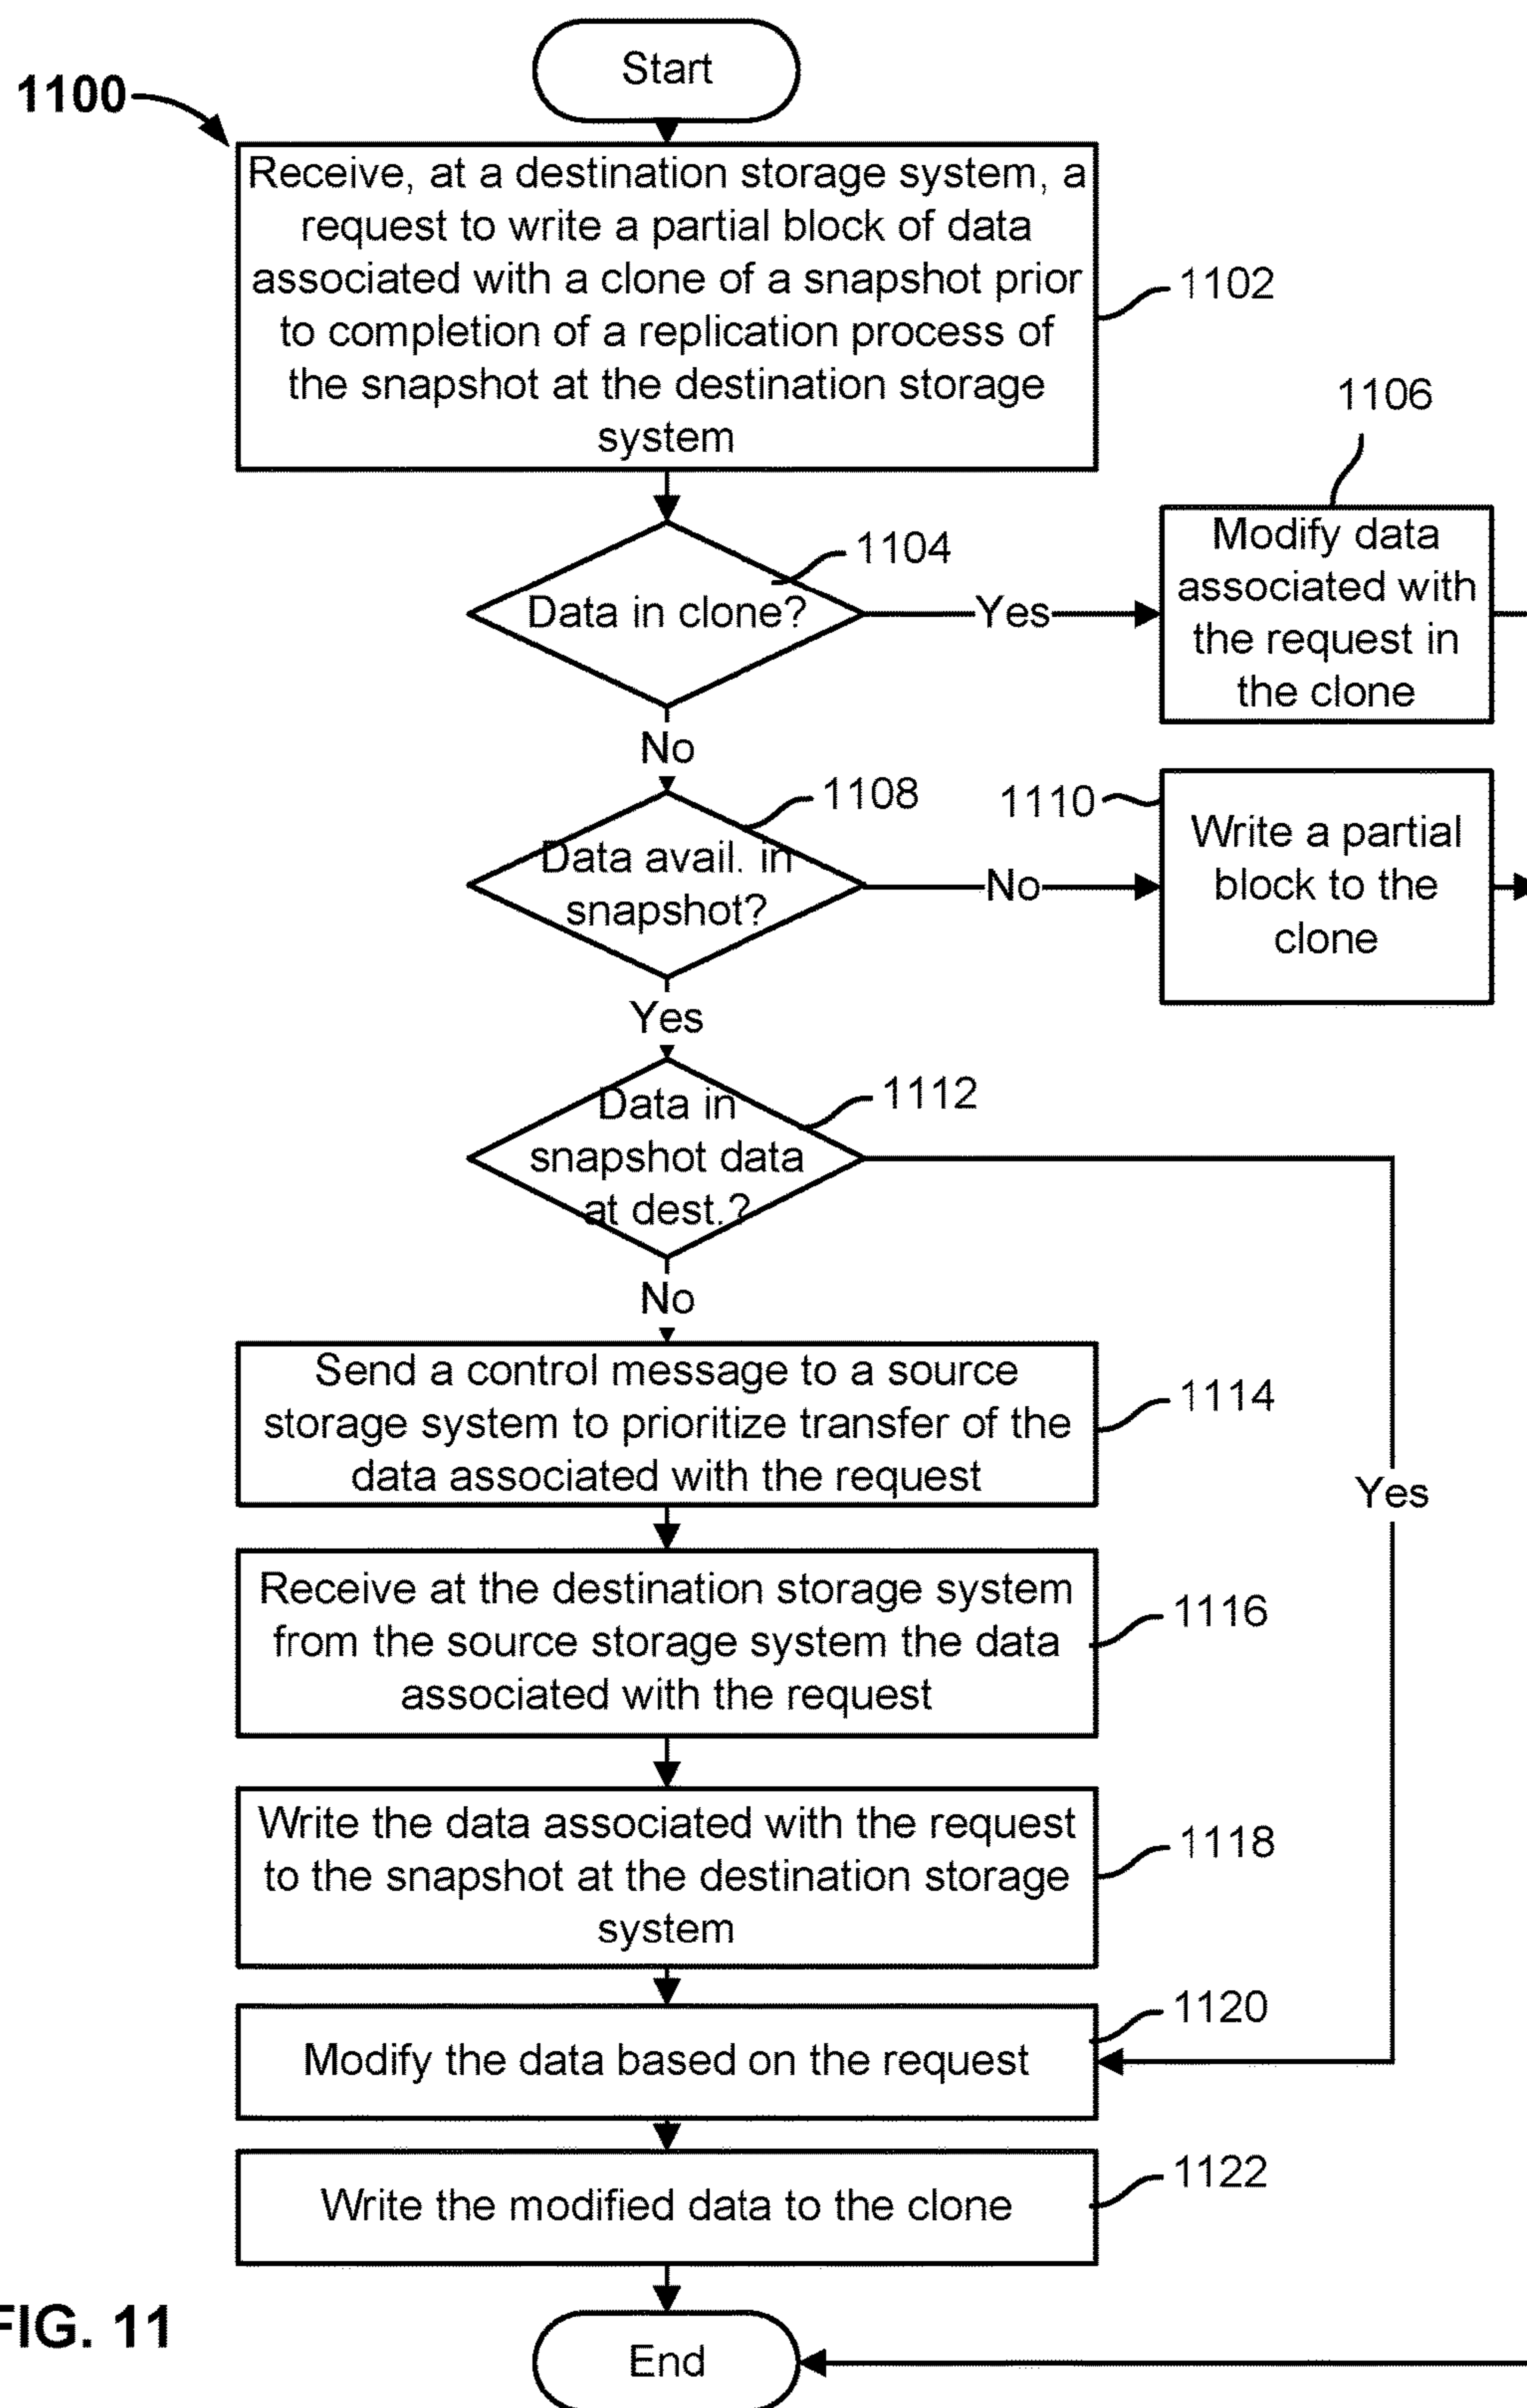 Start
1100
Receive, at a destination storage system, a
request to write a partial block of data
associated with a clone of a snapshot prior
to completion of a replication process of
the snapshot at the destination storage
system
1102
1104
Data in clone?
Yes
1106
Modify data
associated with
the request in
the clone
No
1108
Data avail. in
snapshot?
No
1110
Write a partial
block to the
clone
Yes
1112
Data in
snapshot data
at dest.?
Yes
No
Send a control message to a source
storage system to prioritize transfer of the
data associated with the request
1114
Receive at the destination storage system
from the source storage system the data
associated with the request
1116
Write the data associated with the request
to the snapshot at the destination storage
system
1118
Modify the data based on the request
1120
Write the modified data to the clone
1122
End
FIG. 11